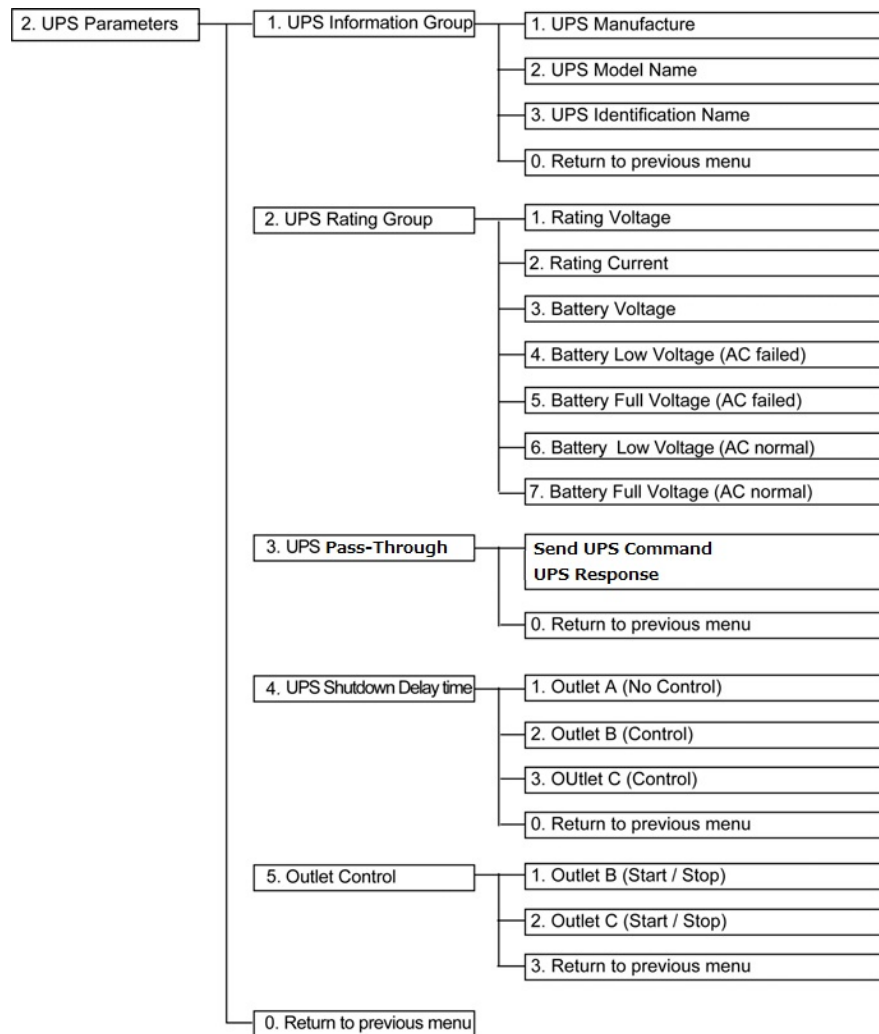 2. UPS Parameters
1. UPS Information Group
1. UPS Manufacture
2. UPS Model Name
3. UPS Identification Name
0. Return to previous menu
2. UPS Rating Group
1. Rating Voltage
2. Rating Current
3. Battery Voltage
4. Battery Low Voltage (AC failed)
5. Battery Full Voltage (AC failed)
6. Battery Low Voltage (AC normal)
7. Battery Full Voltage (AC normal)
3. UPS Pass-Through
Send UPS Command
UPS Response
0. Return to previous menu
4. UPS Shutdown Delay time
1. Outlet A (No Control)
2. Outlet B (Control)
3. OUtlet C (Control)
0. Return to previous menu
5. Outlet Control
1. Outlet B (Start / Stop)
2. Outlet C (Start / Stop)
3. Return to previous menu
0. Return to previous menu